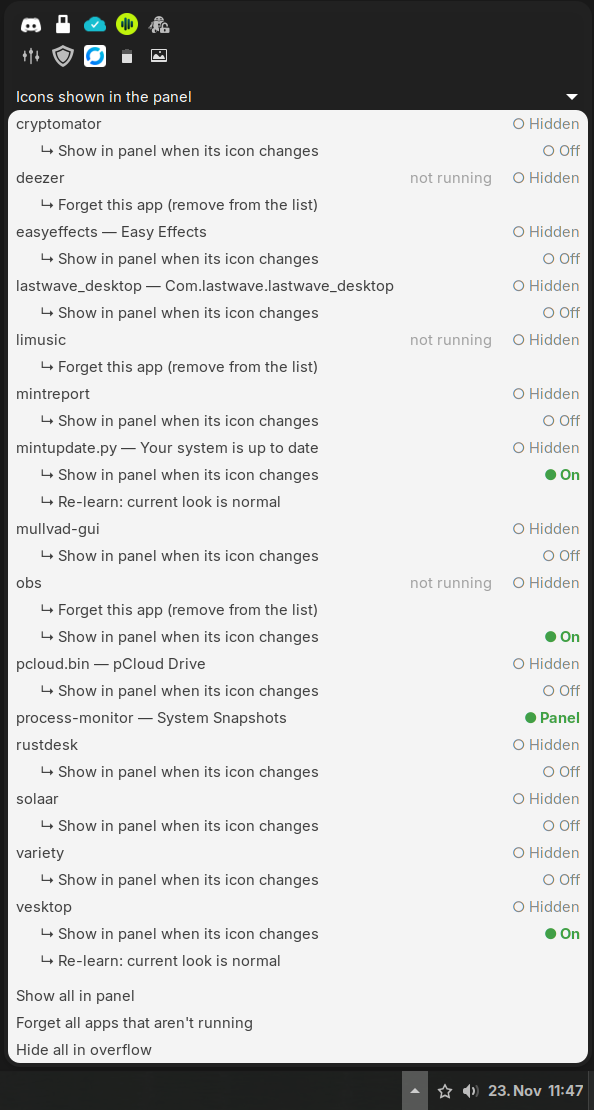 Icons shown in the panel
cryptomator Hidden
↳ Show in panel when its icon changes Off
deezer not running Hidden
↳ Forget this app (remove from the list)
easyeffects — Easy Effects Hidden
↳ Show in panel when its icon changes Off
lastwave_desktop — Com.lastwave.lastwave_desktop Hidden
↳ Show in panel when its icon changes Off
limusic not running Hidden
↳ Forget this app (remove from the list)
mintreport Hidden
↳ Show in panel when its icon changes Off
mintupdate.py — Your system is up to date Hidden
↳ Show in panel when its icon changes On
↳ Re-learn: current look is normal
mullvad-gui Hidden
↳ Show in panel when its icon changes Off
obs not running Hidden
↳ Forget this app (remove from the list)
↳ Show in panel when its icon changes On
pcloud.bin — pCloud Drive Hidden
↳ Show in panel when its icon changes Off
process-monitor — System Snapshots Panel
rustdesk Hidden
↳ Show in panel when its icon changes Off
solaar Hidden
↳ Show in panel when its icon changes Off
variety Hidden
↳ Show in panel when its icon changes Off
vesktop Hidden
↳ Show in panel when its icon changes On
↳ Re-learn: current look is normal
Show all in panel
Forget all apps that aren't running
Hide all in overflow
23. Nov 11:47